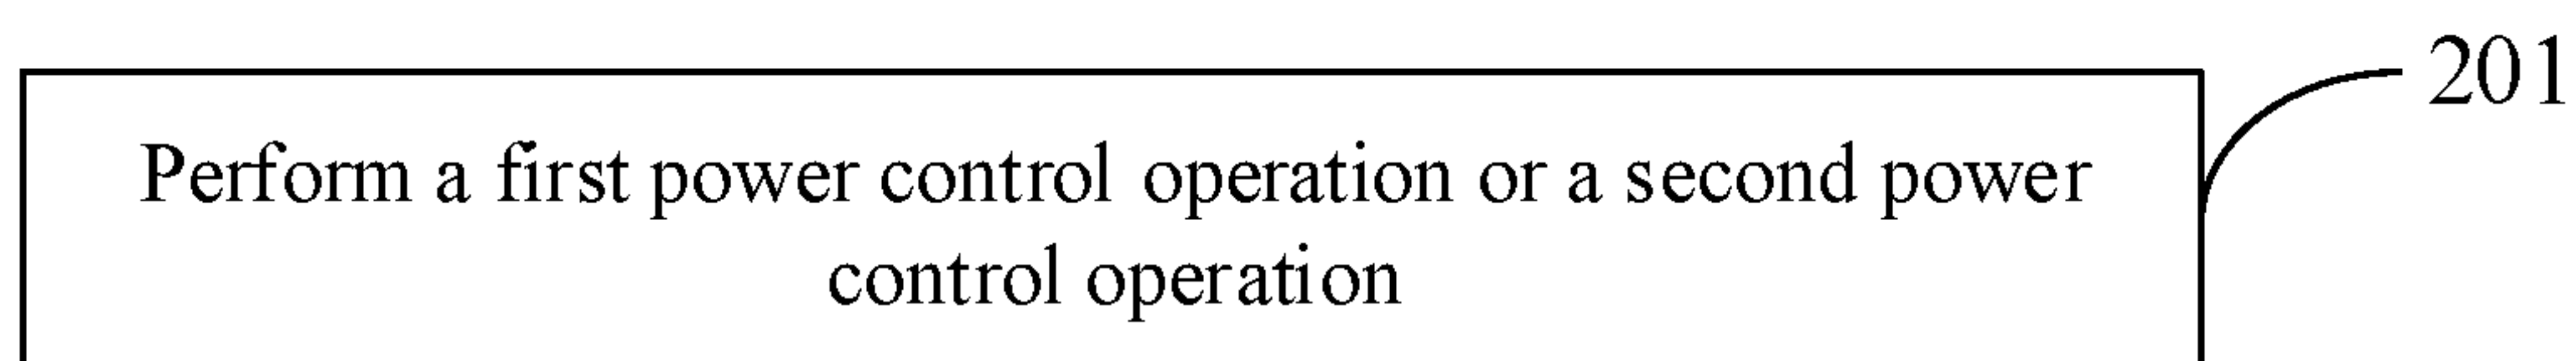 201
Perform a first power control operation or a second power
control operation